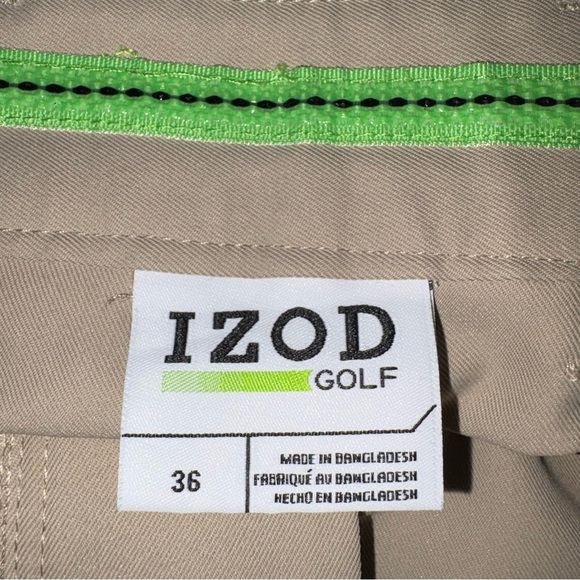 IZOD
GOLF
36
MADE IN BANGLADESH
FABRIQUÉ AU BANGLADESH
HECHO EN BANGLADESH